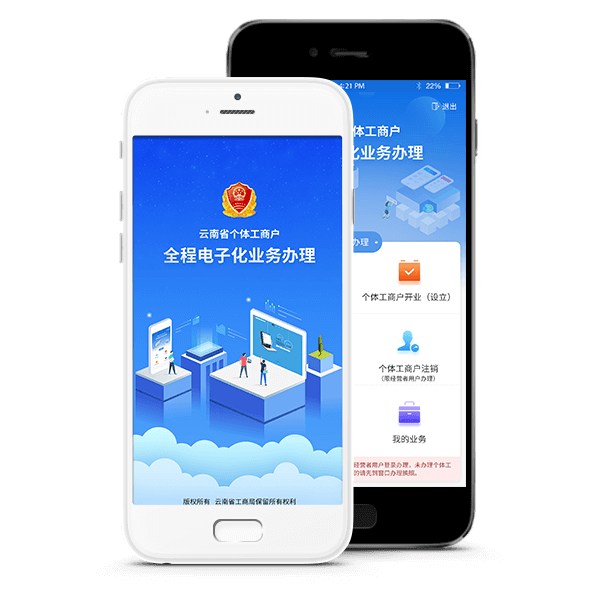 云南省个体工商户
全程电子化业务办理
版权所有 云南省工商局保留所有权利
:21 PM
22%
退出
体工商户
化业务办理
办理
个体工商户开业（设立）
个体工商户注销
（限经营者用户办理）
我的业务
经营者用户登录办理，未办理个体工
的请先到窗口办理换照。